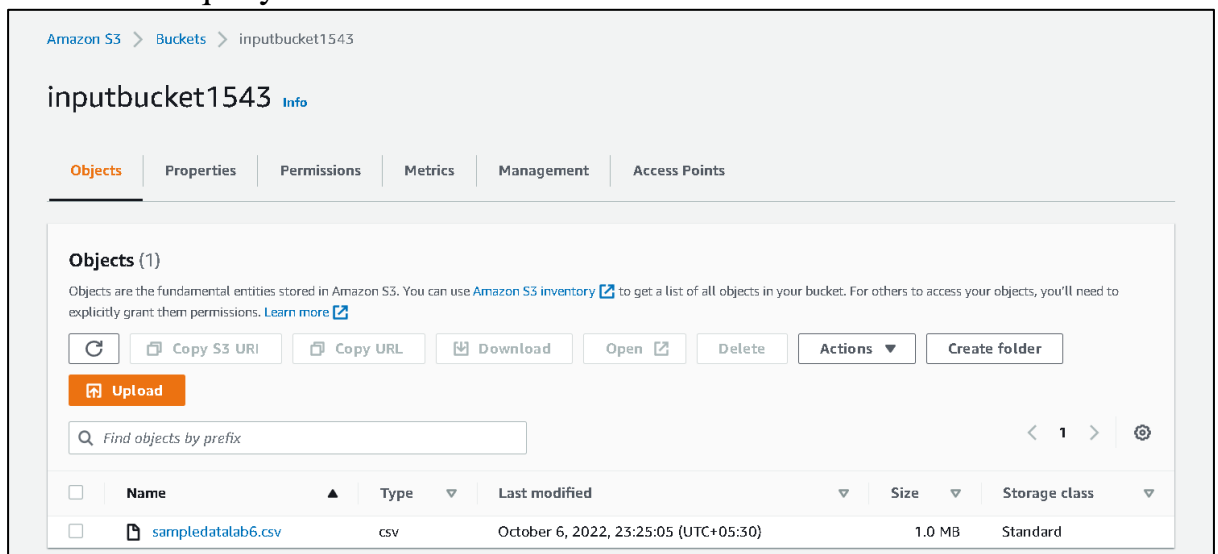 Amazon S3 > Buckets > inputbucket1543
inputbucket1543 Info
Objects Properties Permissions Metrics Management Access Points
Objects (1)
Objects are the fundamental entities stored in Amazon S3. You can use Amazon S3 inventory to get a list of all objects in your bucket. For others to access your objects, you'll need to
explicitly grant them permissions. Learn more
Copy S3 URI Copy URL Download Open Delete Actions Create folder
Upload
Find objects by prefix 1
Name Type Last modified Size Storage class
sampledatalab6.csv csv October 6, 2022, 23:25:05 (UTC+05:30) 1.0 MB Standard